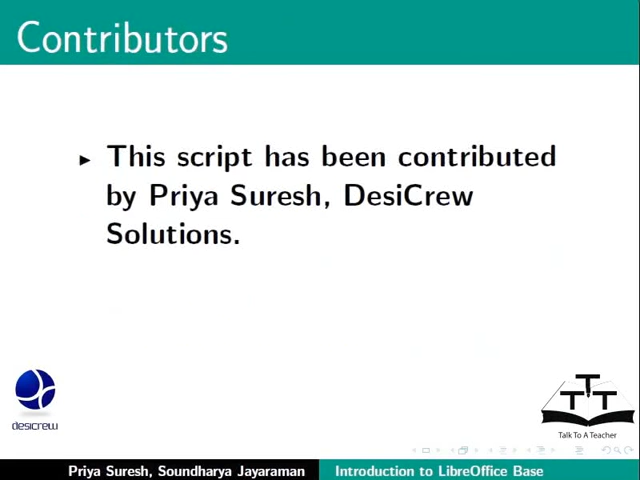 Contributors
This script has been contributed
by Priya Suresh, DesiCrew
Solutions.
desicrew
T T T
Talk To A Teacher
Priya Suresh, Soundharya Jayaraman
Introduction to LibreOffice Base